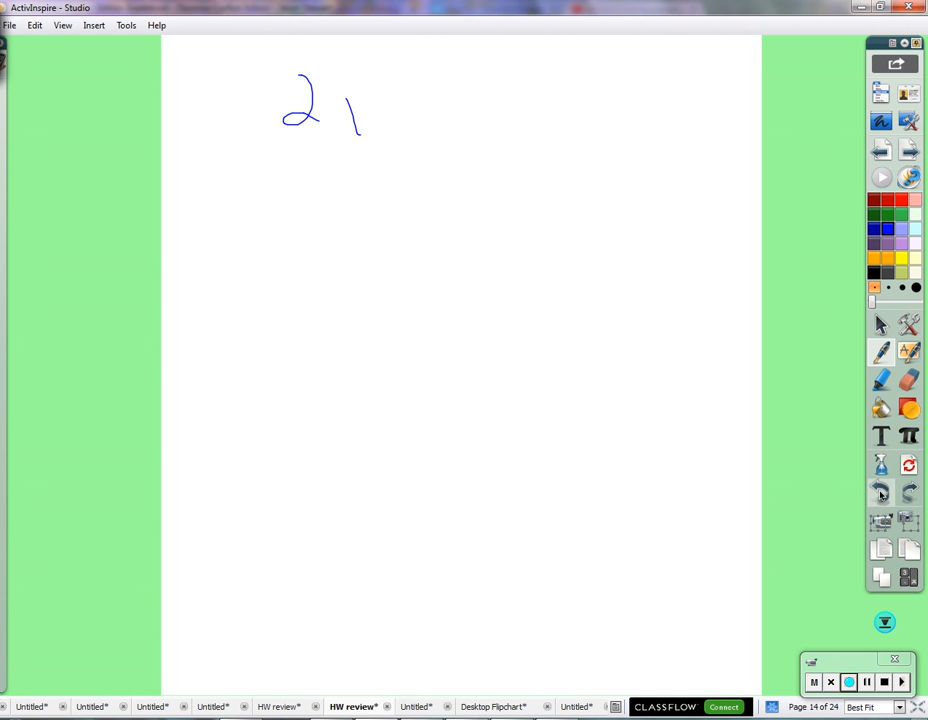 ActivInspire - Studio
File Edit View Insert Tools Help
2 \
M
Untitled* Untitled* Untitled* Untitled* HW review* HW review* Untitled* Desktop Flipchart* Untitled* CLASSFLOW Connect Page 14 of 24 Best Fit